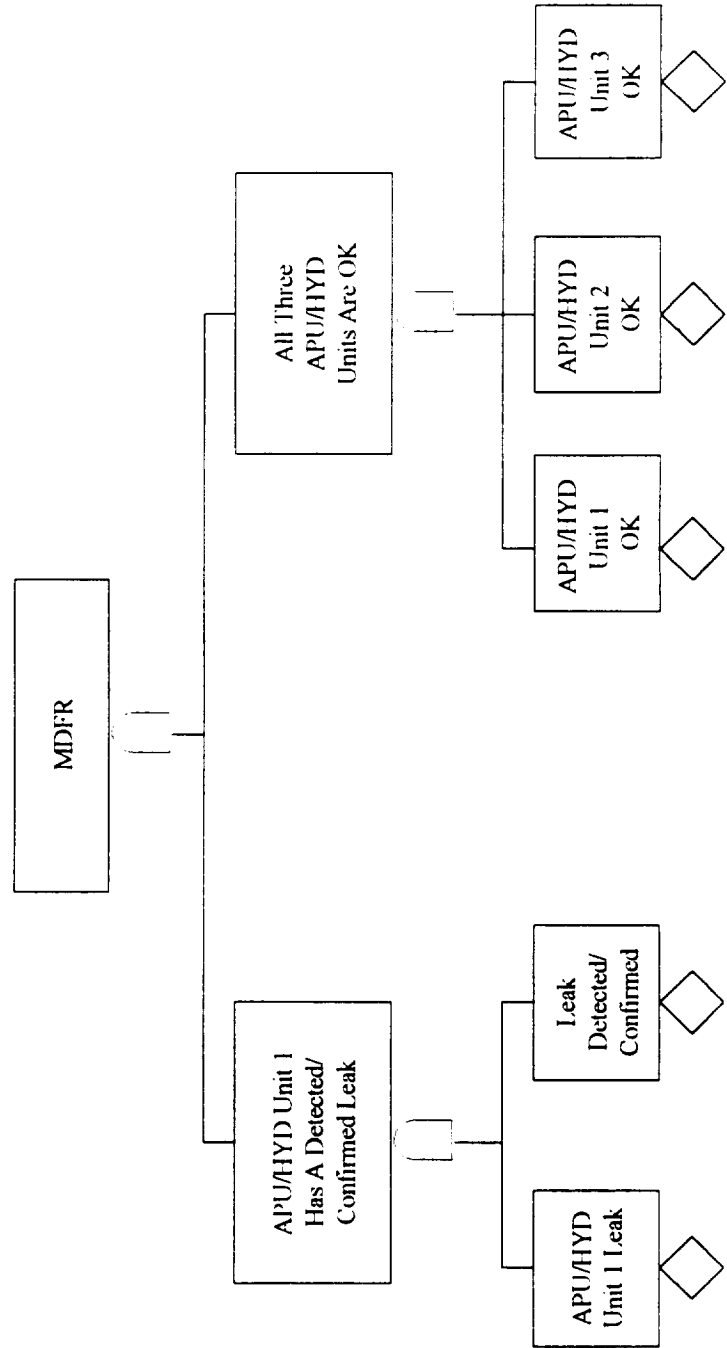 MDFR
APU/HYD Unit 1
Has A Detected/
Confirmed Leak
All Three
APU/HYD
Units Are OK
APU/HYD
Unit 1 Leak
Leak
Detected/
Confirmed
APU/HYD
Unit 1
OK
APU/HYD
Unit 2
OK
APU/HYD
Unit 3
OK